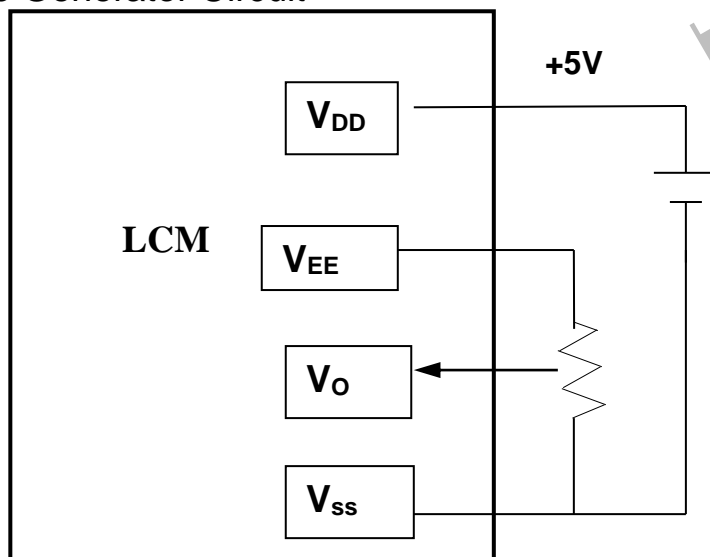 Generator Circuit
+5V
VDD
LCM
VEE
VO
Vss